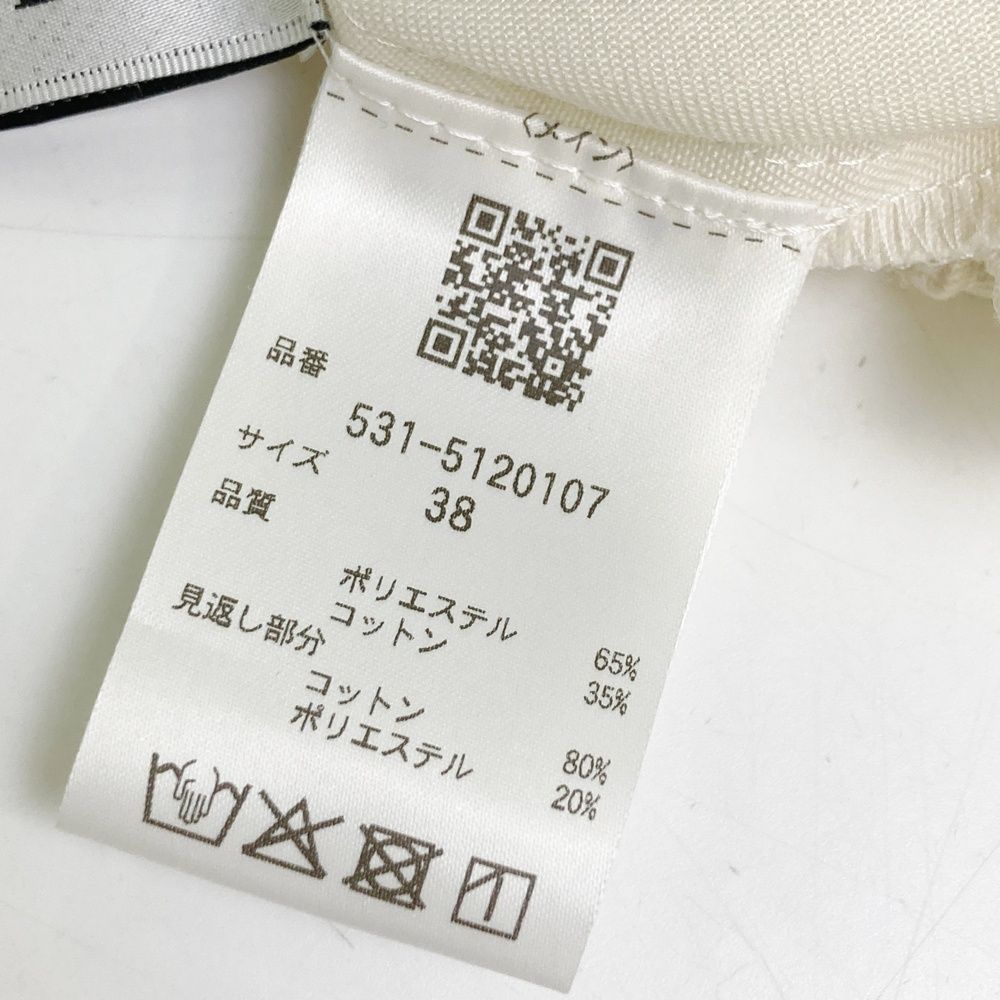 〈メイン〉
品番
531-5120107
サイズ 38
品質
ポリエステル 65%
コットン 35%
見返し部分
コットン 80%
ポリエステル 20%